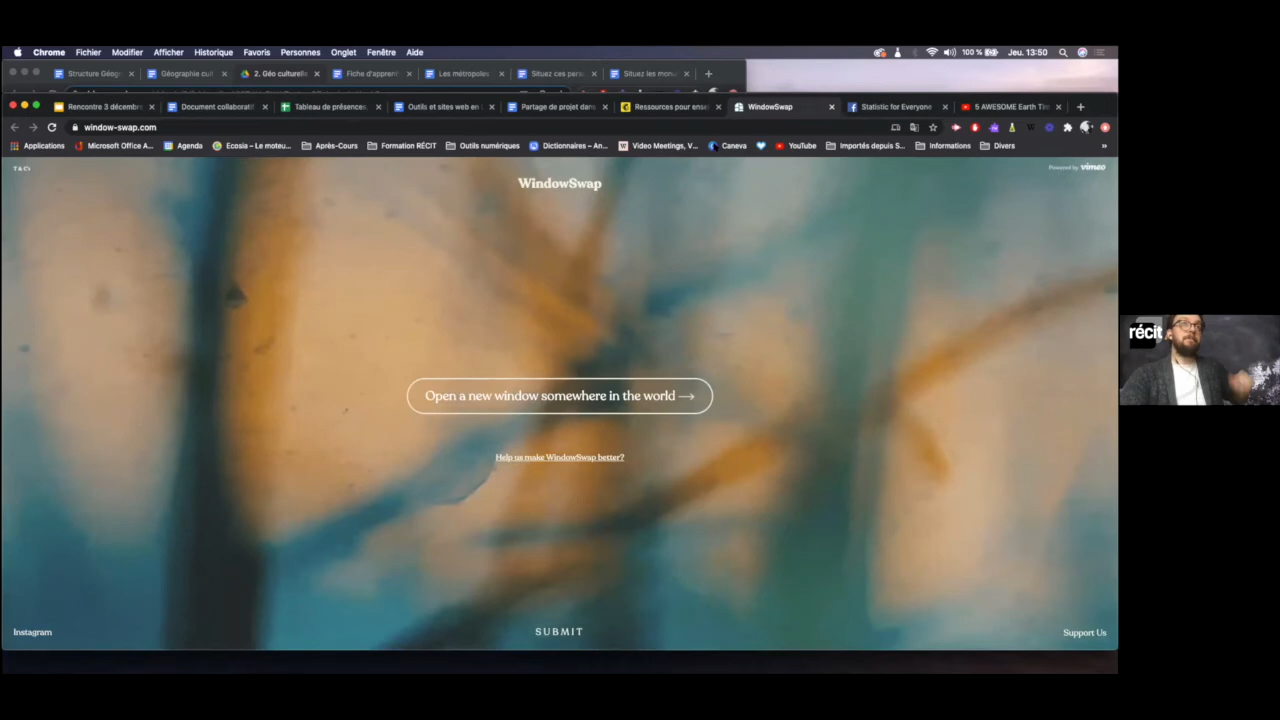 Chrome Fichier Modifier Afficher Historique Favoris Personnes Onglet Fenêtre Aide 100 % Jeu. 13:50
Structure Géogr Géographie cult 2. Géo culturelle Fiche d'apprent Les métropoles Situez ces pers Situez les monu
Rencontre 3 décembr Document collaboratif Tableau de présences. Outils et sites web en Partage de projet dans Ressources pour ense WindowSwap Statistic for Everyone 5 AWESOME Earth Ti
window-swap.com
Applications Microsoft Office A... Agenda Ecosia – Le moteu... Après-Cours Formation RÉCIT Outils numériques Dictionnaires – An... Video Meetings, V... Caneva YouTube Importés depuis S... Informations Divers »
Powered by vimeo
WindowSwap
récit
Open a new window somewhere in the world
Help us make WindowSwap better?
Instagram SUBMIT Support Us